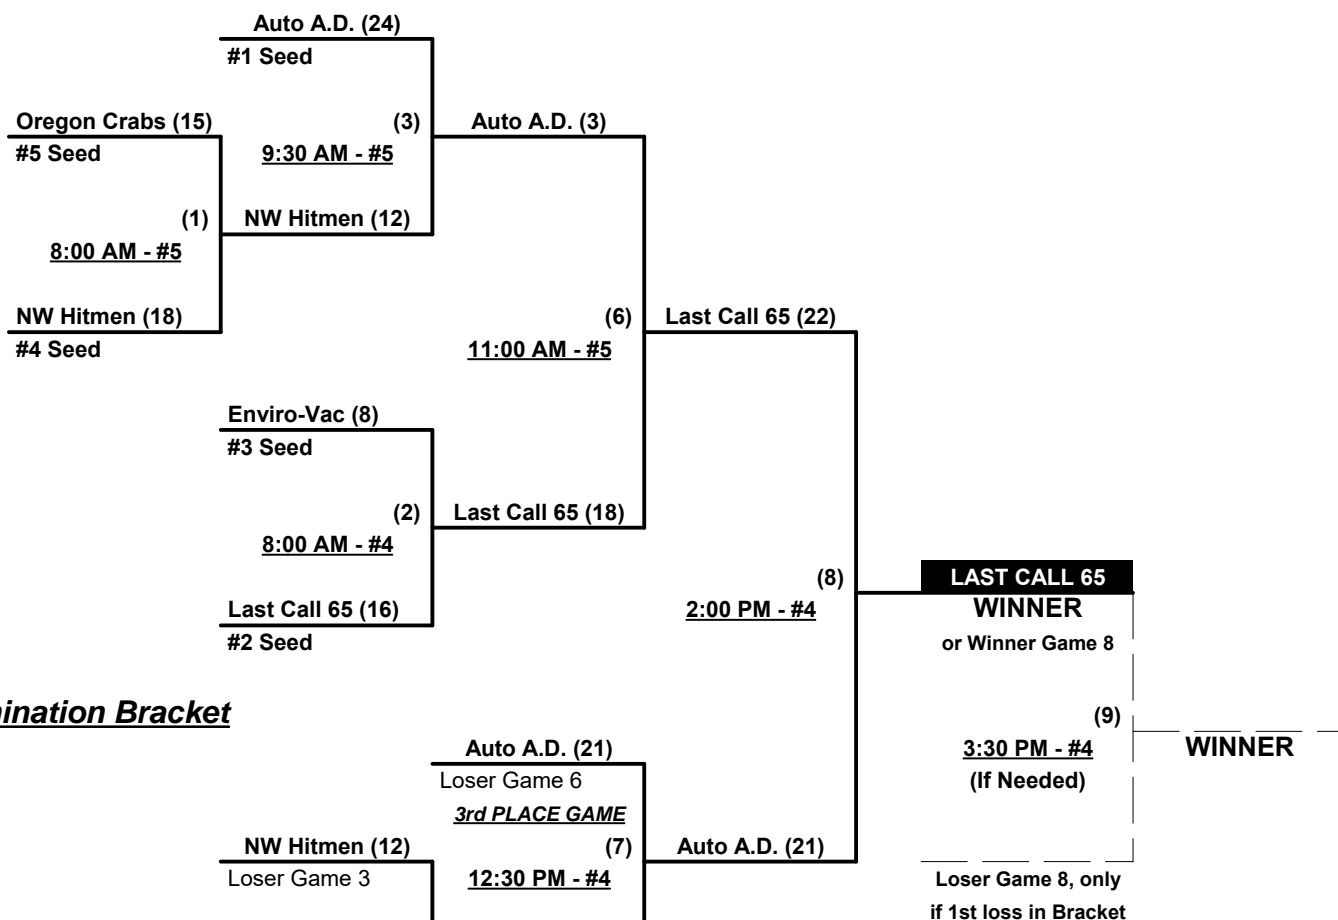 Auto A.D. (24)
#1 Seed
Oregon Crabs (15)
(3)
Auto A.D. (3)
#5 Seed
9:30 AM - #5
(1)
NW Hitmen (12)
8:00 AM - #5
NW Hitmen (18)
(6)
Last Call 65 (22)
#4 Seed
11:00 AM - #5
Enviro-Vac (8)
#3 Seed
(2)
Last Call 65 (18)
8:00 AM - #4
(8)
LAST CALL 65
Last Call 65 (16)
2:00 PM - #4
WINNER
#2 Seed
or Winner Game 8
ination Bracket
(9)
Auto A.D. (21)
3:30 PM - #4
WINNER
Loser Game 6
(If Needed)
3rd PLACE GAME
NW Hitmen (12)
(7)
Auto A.D. (21)
Loser Game 3
12:30 PM - #4
Loser Game 8, only
if 1st loss in Bracket